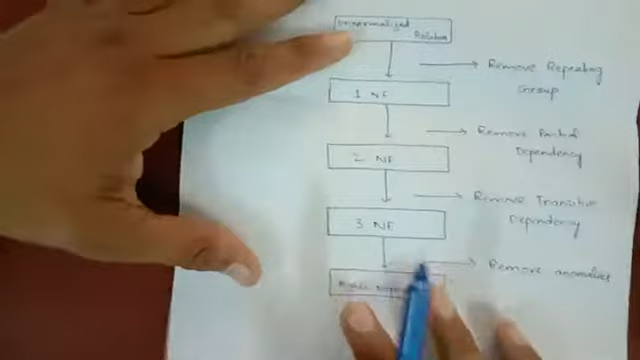 Unnormalized
Relation
Remove Repeating
Group
1 NF
Remove Partial
Dependency
2 NF
Remove Transitive
Dependency
3 NF
Remove anomalies